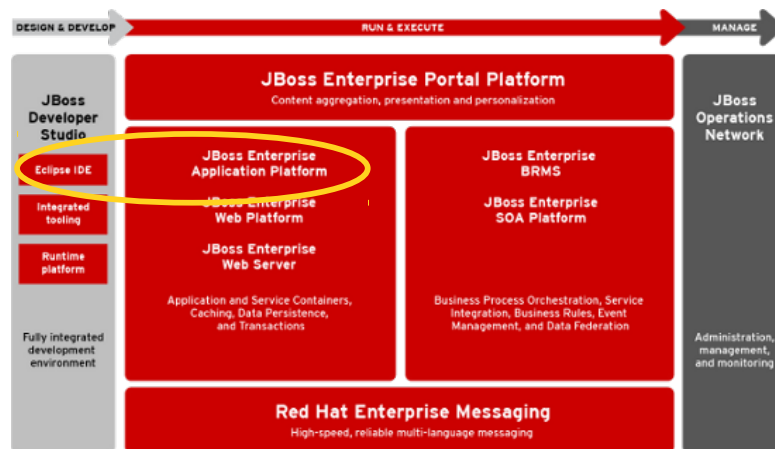 DESIGN & DEVELOP
RUN & EXECUTE
MANAGE
JBoss
Developer
Studio
Eclipse IDE
Integrated
tooling
Runtime
platform
Fully integrated
development
environment
JBoss Enterprise Portal Platform
Content aggregation, presentation and personalization
JBoss Enterprise
Application Platform
JBoss Enterprise
Web Platform
JBoss Enterprise
Web Server
Application and Service Containers,
Caching, Data Persistence,
and Transactions
JBoss Enterprise
BRMS
JBoss Enterprise
SOA Platform
Business Process Orchestration, Service
Integration, Business Rules, Event
Management, and Data Federation
Red Hat Enterprise Messaging
High-speed, reliable multi-language messaging
JBoss
Operations
Network
Administration,
management,
and monitoring